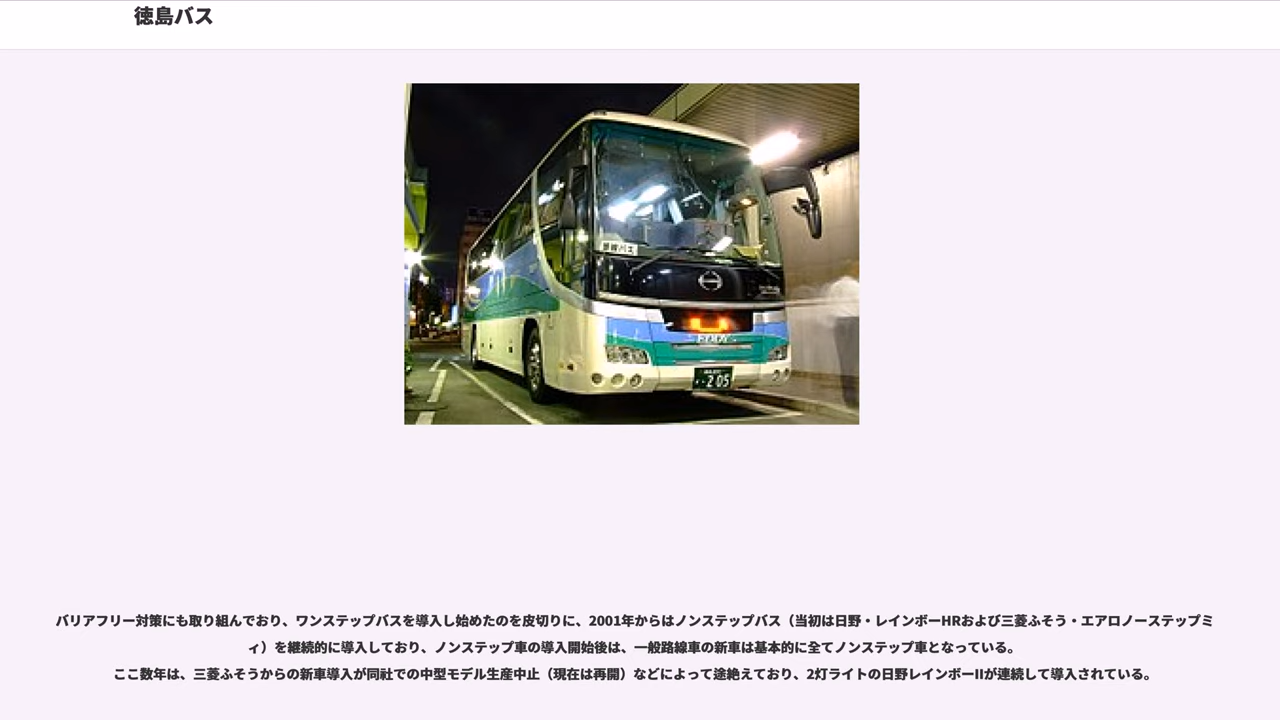 徳島バス
EDDY
・205
バリアフリー対策にも取り組んでおり、ワンステップバスを導入し始めたのを皮切りに、2001年からはノンステップバス（当初は日野・レインボーHRおよび三菱ふそう・エアロノーステップミ
ィ）を継続的に導入しており、ノンステップ車の導入開始後は、一般路線車の新車は基本的に全てノンステップ車となっている。
ここ数年は、三菱ふそうからの新車導入が同社での中型モデル生産中止（現在は再開）などによって途絶えており、2灯ライトの日野レインボーIIが連続して導入されている。